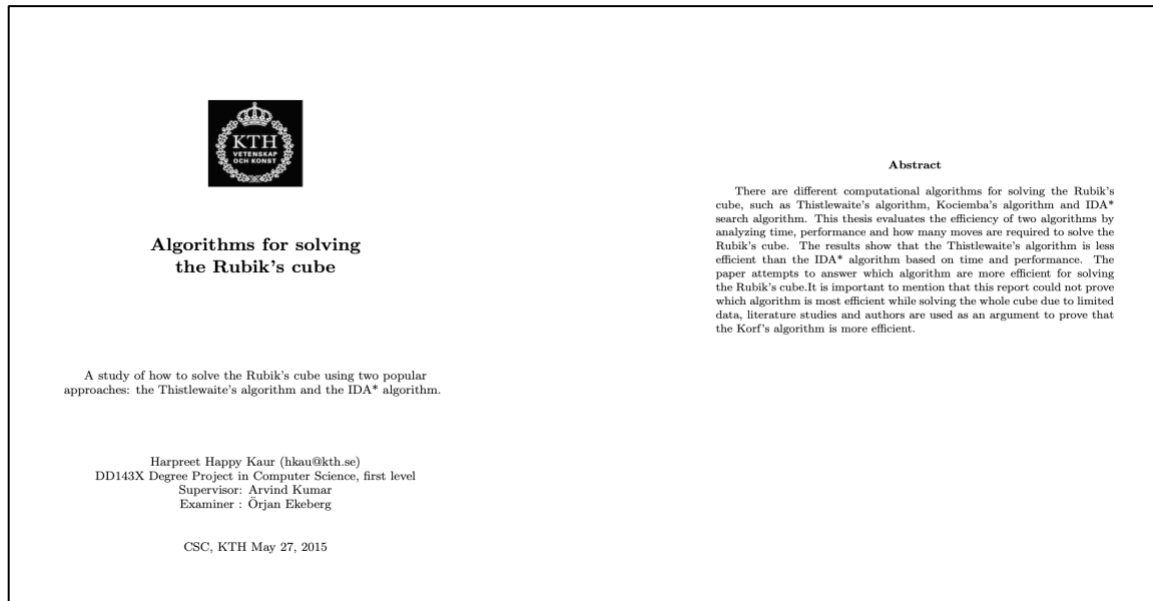 KTH
VETENSKAP
OCH KONST
Algorithms for solving
the Rubik's cube
A study of how to solve the Rubik's cube using two popular
approaches: the Thistlewaite's algorithm and the IDA* algorithm.
Harpreet Happy Kaur (hkau@kth.se)
DD143X Degree Project in Computer Science, first level
Supervisor: Arvind Kumar
Examiner : Örjan Ekeberg
CSC, KTH May 27, 2015
Abstract
There are different computational algorithms for solving the Rubik's
cube, such as Thistlewaite's algorithm, Kociemba's algorithm and IDA*
search algorithm. This thesis evaluates the efficiency of two algorithms by
analyzing time, performance and how many moves are required to solve the
Rubik's cube. The results show that the Thistlewaite's algorithm is less
efficient than the IDA* algorithm based on time and performance. The
paper attempts to answer which algorithm are more efficient for solving
the Rubik's cube.It is important to mention that this report could not prove
which algorithm is most efficient while solving the whole cube due to limited
data, literature studies and authors are used as an argument to prove that
the Korf's algorithm is more efficient.